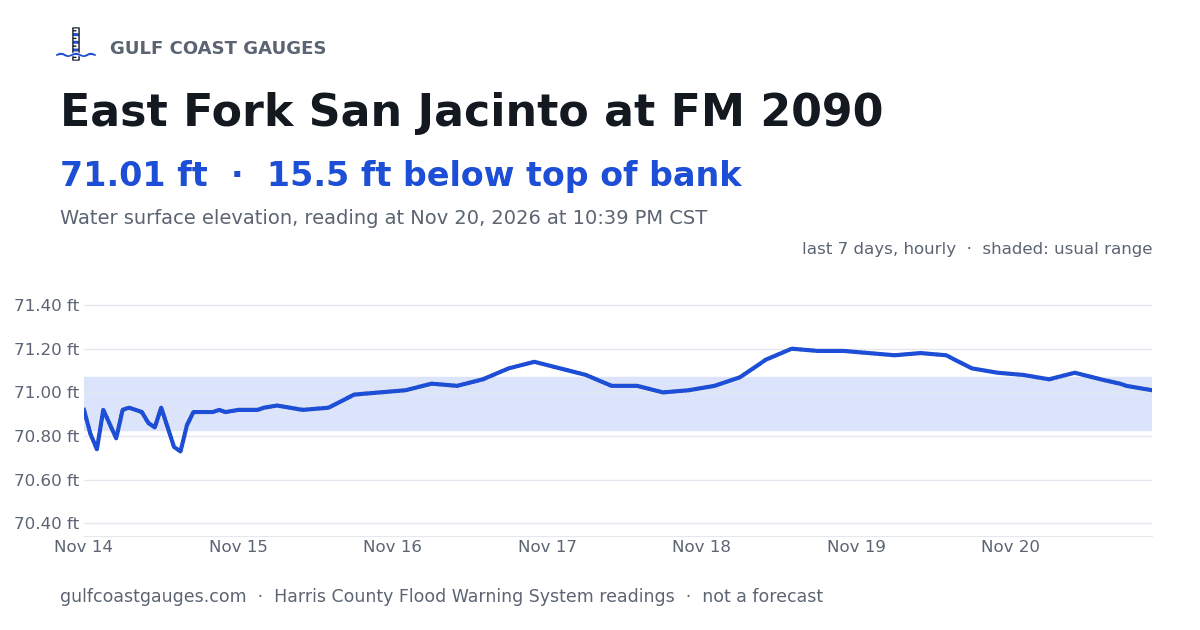 GULF COAST GAUGES
East Fork San Jacinto at FM 2090
71.01 ft · 15.5 ft below top of bank
Water surface elevation, reading at Nov 20, 2026 at 10:39 PM CST
last 7 days, hourly · shaded: usual range
71.40 ft
71.20 ft
71.00 ft
70.80 ft
70.60 ft
70.40 ft
Nov 14 Nov 15 Nov 16 Nov 17 Nov 18 Nov 19 Nov 20
gulfcoastgauges.com · Harris County Flood Warning System readings · not a forecast